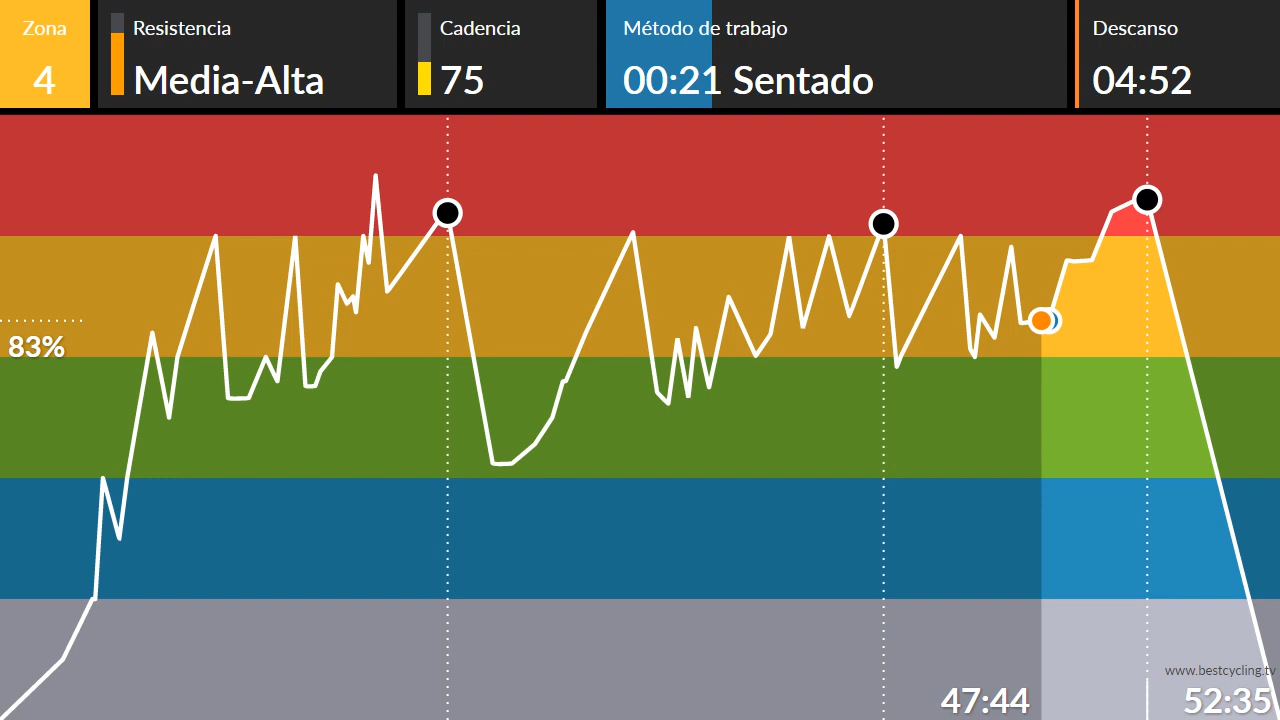 Zona
4
Resistencia
Media-Alta
Cadencia
75
Método de trabajo
00:21 Sentado
Descanso
04:52
83%
www.bestcycling.tv
47:44
52:35